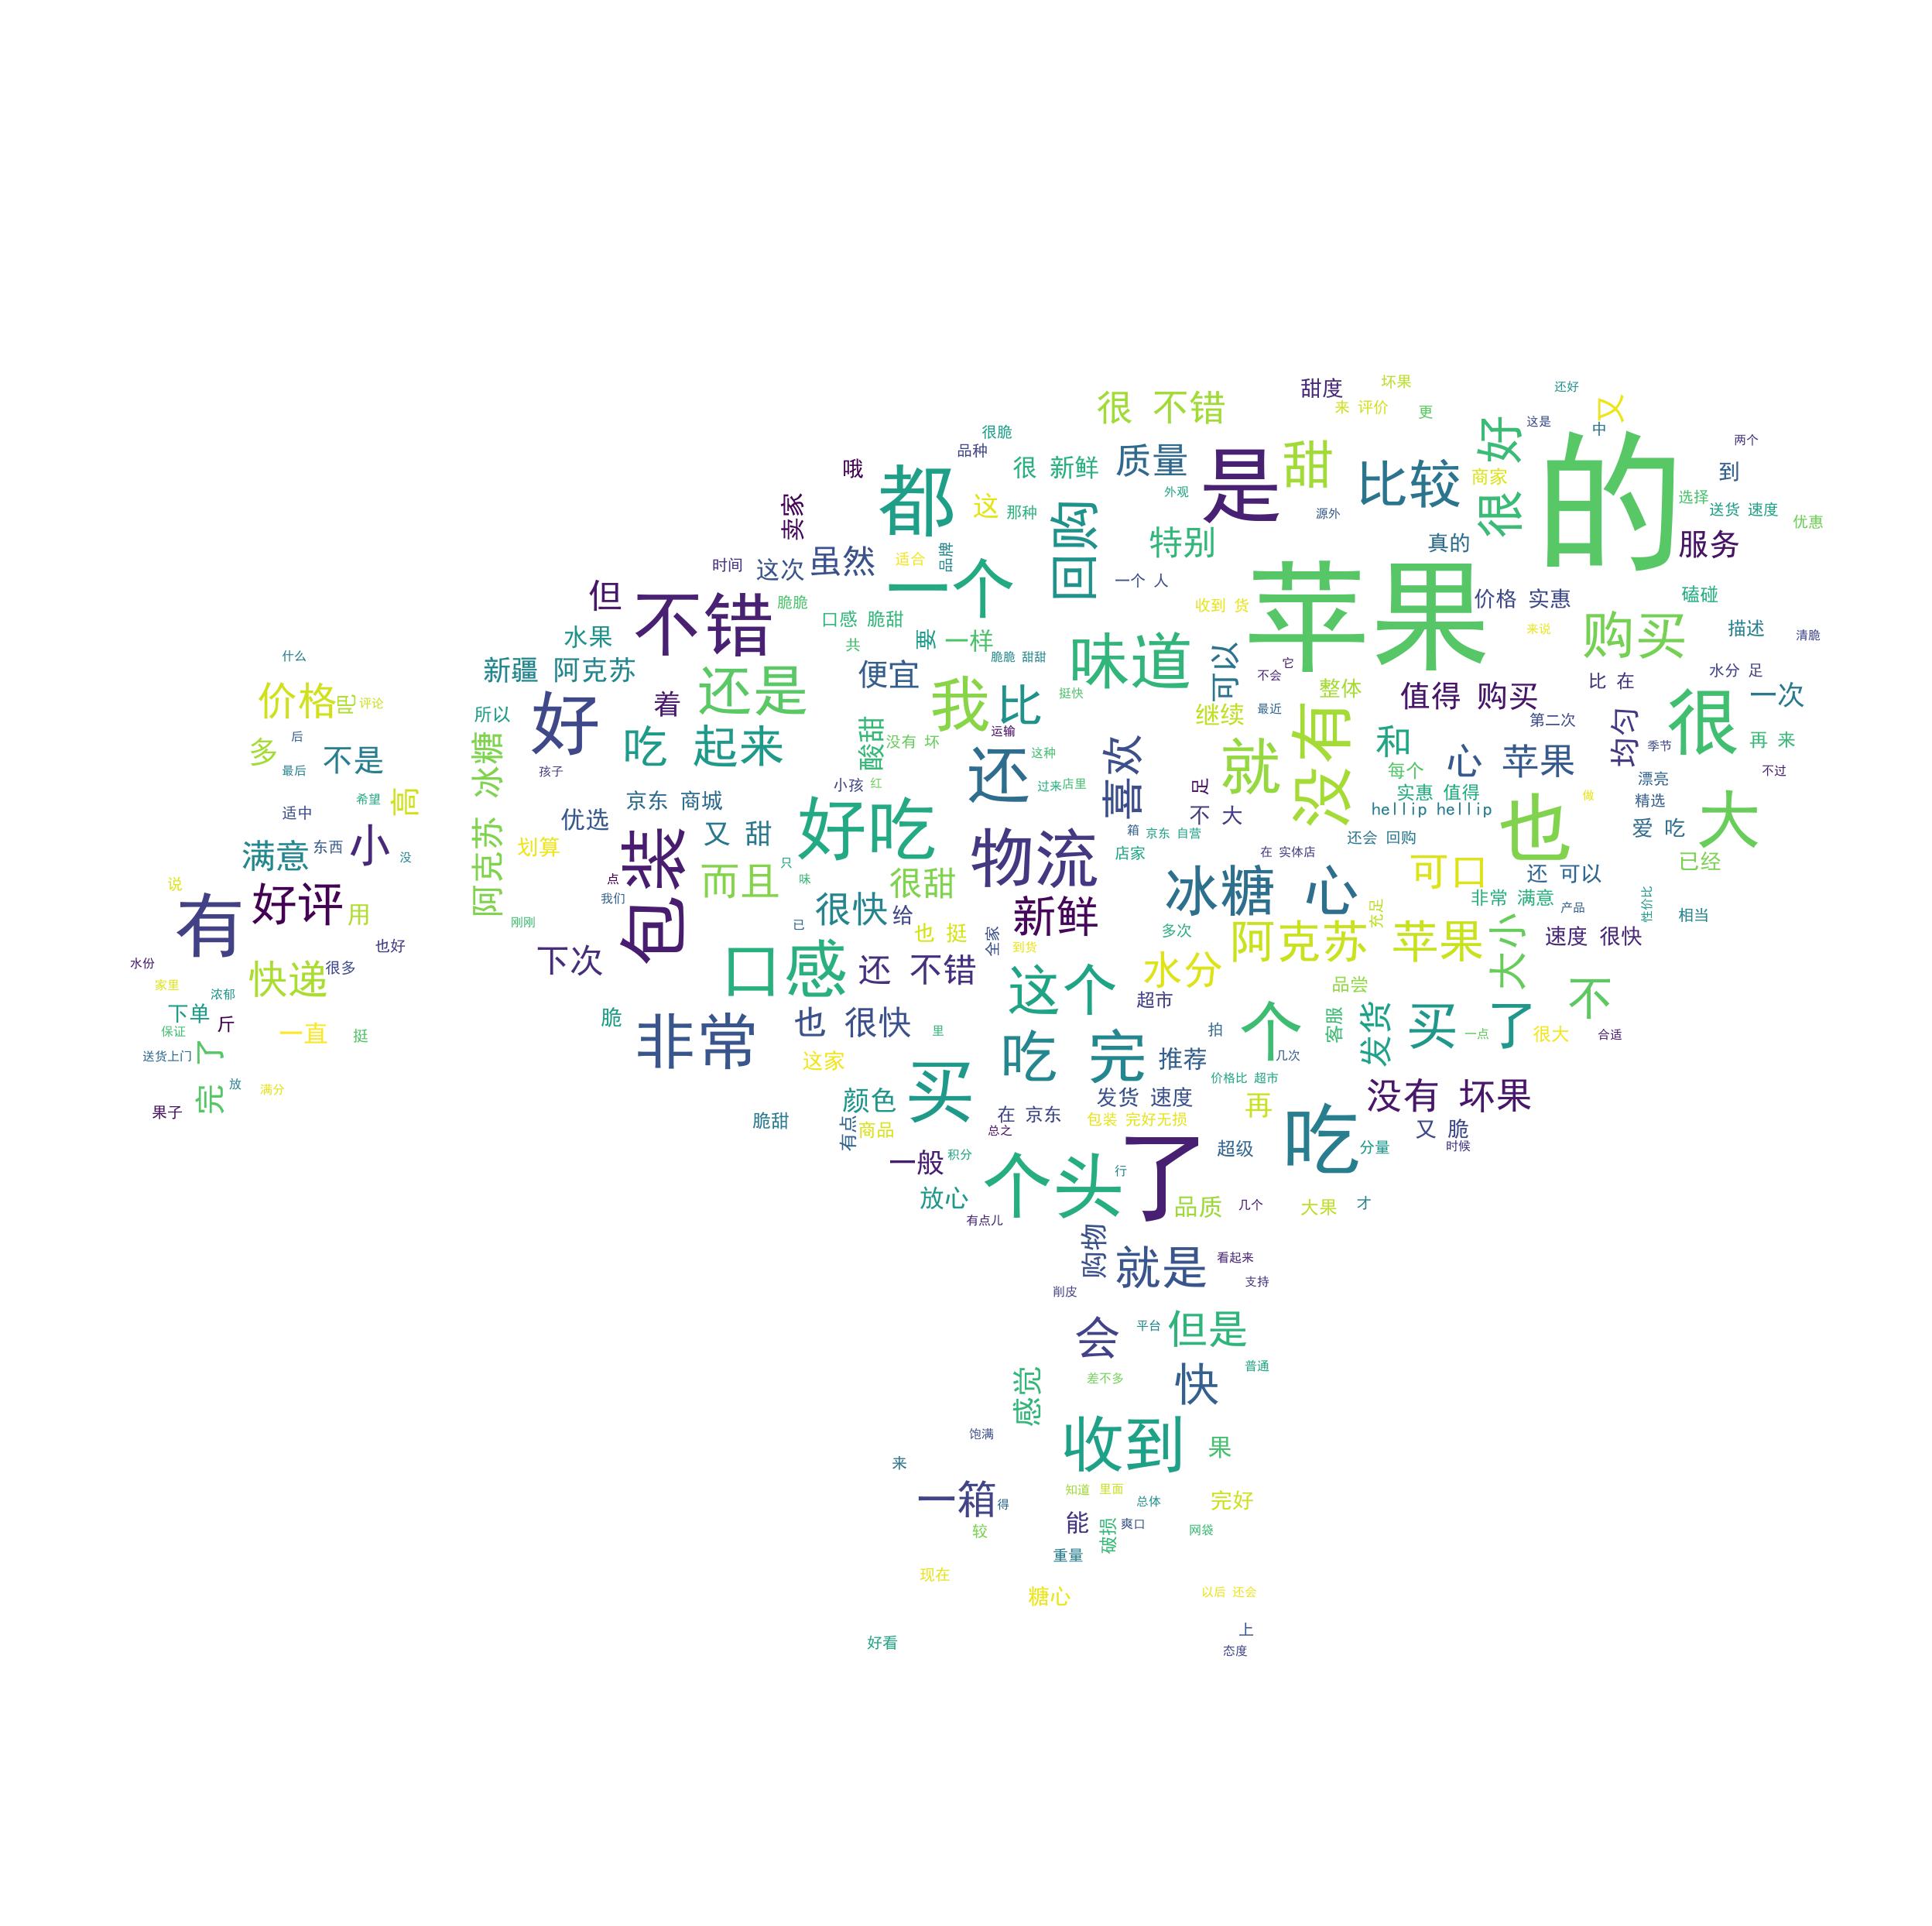 甜度
坏果
还好
很 不错
来 评价
更
又
这是
中
很脆
品种
两个
哦
很 新鲜
质量
是
甜
比较
商家
很 好
的
到
都
外观
选择
卖家
这
那种
回购
源外
送货 速度
优惠
特别
真的
服务
时间
这次
虽然
适合
品牌
一个
一个 人
苹果
但
不错
脆脆
收到 货
价格 实惠
磕碰
口感 脆甜
水果
共
要
一样
来说
购买
描述
清脆
什么
新疆 阿克苏
脆脆 甜甜
味道
可以
不会
它
水分 足
价格
评论
着
还是
便宜
我
比
挺快
整体
值得 购买
比 在
一次
所以
好
继续
最近
第二次
很
多
后
不是
吃 起来
酸甜
没有 坏
运输
这种
就
没有
和
心 苹果
均匀
季节
再 来
最后
阿克苏 冰糖
孩子
还
喜欢
每个
不过
希望
高
小孩
红
过来
店里
足
实惠 值得
漂亮
适中
优选
京东 商城
不 大
hellip hellip
也
做
精选
大
小
划算
包装
又 甜
好吃
物流
箱
京东 自营
还会 回购
爱 吃
满意
东西
没
店家
在 实体店
已经
说
点
而且
只
味
很甜
冰糖 心
可口
还 可以
有
好评
用
我们
很快
给
新鲜
充足
非常 满意
产品
性价比
相当
刚刚
已
也 挺
全家
到货
多次
阿克苏 苹果
大小
速度 很快
也好
水份
快递
很多
下次
口感
还 不错
这个
水分
超市
品尝
不
家里
浓郁
下单
斤
一直
挺
脆
非常
也 很快
里
拍
个
客服
发货
买
一点
了
很大
合适
保证
送货上门
了
这家
吃 完
推荐
几次
放
满分
完
果子
买
颜色
价格比 超市
发货 速度
再
没有 坏果
脆甜
有点
商品
在 京东
包装 完好无损
总之
吃
又 脆
时候
一般
积分
了
超级
分量
放心
个头
行
品质
几个
大果
才
有点儿
购物
就是
看起来
支持
削皮
会
平台
但是
感觉
差不多
快
普通
饱满
收到
果
来
一箱
得
知道
里面
总体
完好
较
能
破损
爽口
网袋
重量
现在
糖心
以后 还会
上
好看
态度